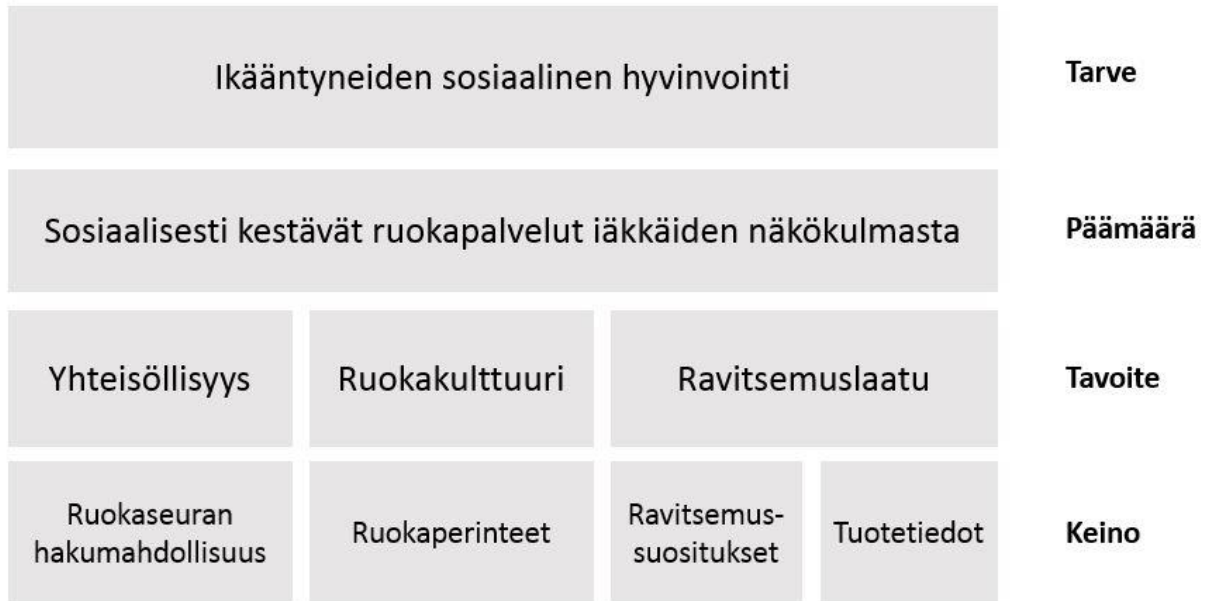 Ikääntyneiden sosiaalinen hyvinvointi
Tarve
Sosiaalisesti kestävät ruokapalvelut iäkkäiden näkökulmasta
Päämäärä
Yhteisöllisyys
Ruokakulttuuri
Ravitsemuslaatu
Tavoite
Ruokaseuran
hakumahdollisuus
Ruokaperinteet
Ravitsemus-
suositukset
Tuotetiedot
Keino